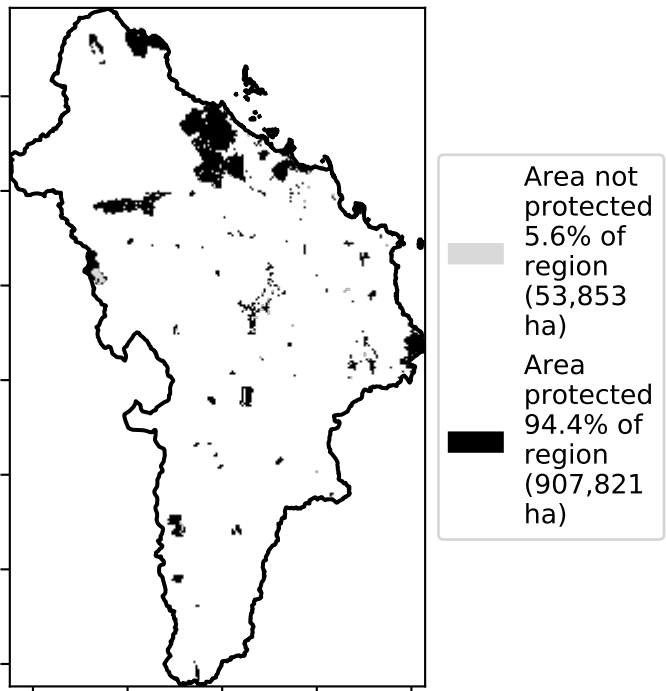 Area not
protected
5.6% of
region
(53,853
ha)
Area
protected
94.4% of
region
(907,821
ha)